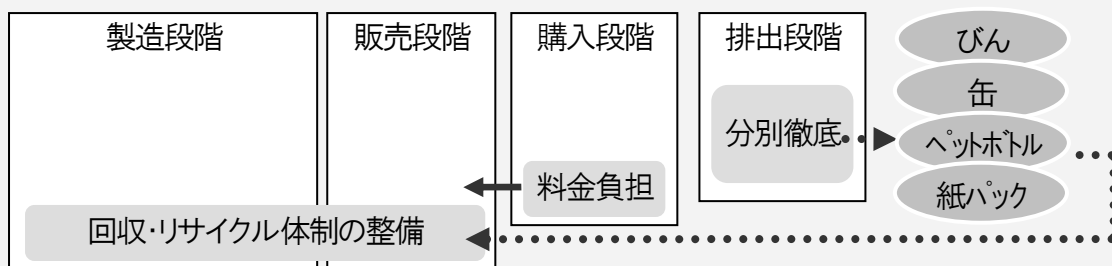 製造段階
販売段階
購入段階
排出段階
びん
缶
ペットボトル
紙パック
分別徹底
料金負担
回収・リサイクル体制の整備